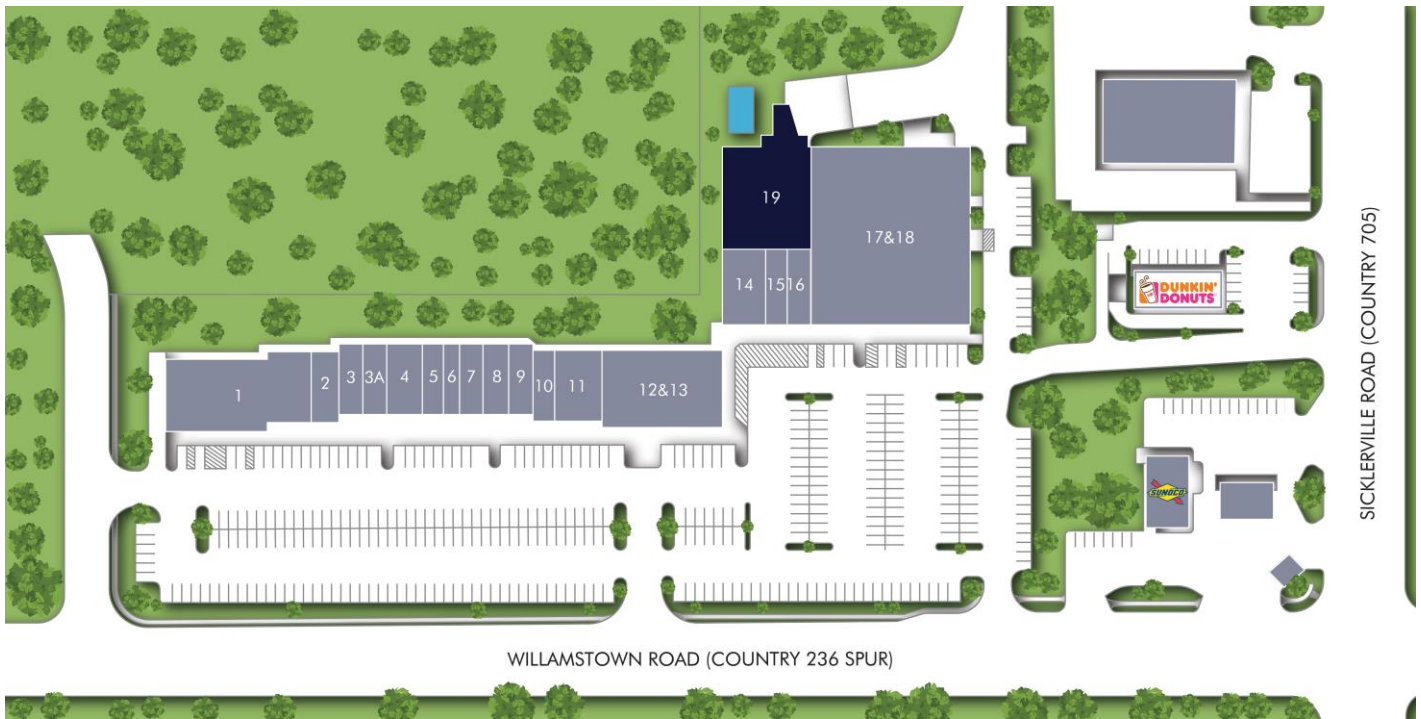 19
17&18
14
15
16
DUNKIN'
DONUTS
SUNOCO
1
2
3
3A
4
5
6
7
8
9
10
11
12&13
SICKLERVILLE ROAD (COUNTRY 705)
WILLAMSTOWN ROAD (COUNTRY 236 SPUR)